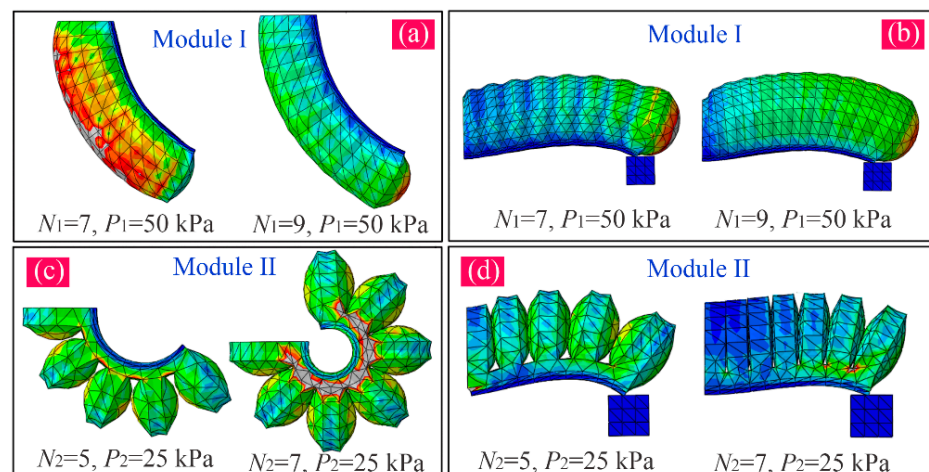 Module I (a)
N1=7, P1=50 kPa N1=9, P1=50 kPa
Module I (b)
N1=7, P1=50 kPa N1=9, P1=50 kPa
(c) Module II
N2=5, P2=25 kPa N2=7, P2=25 kPa
(d) Module II
N2=5, P2=25 kPa N2=7, P2=25 kPa